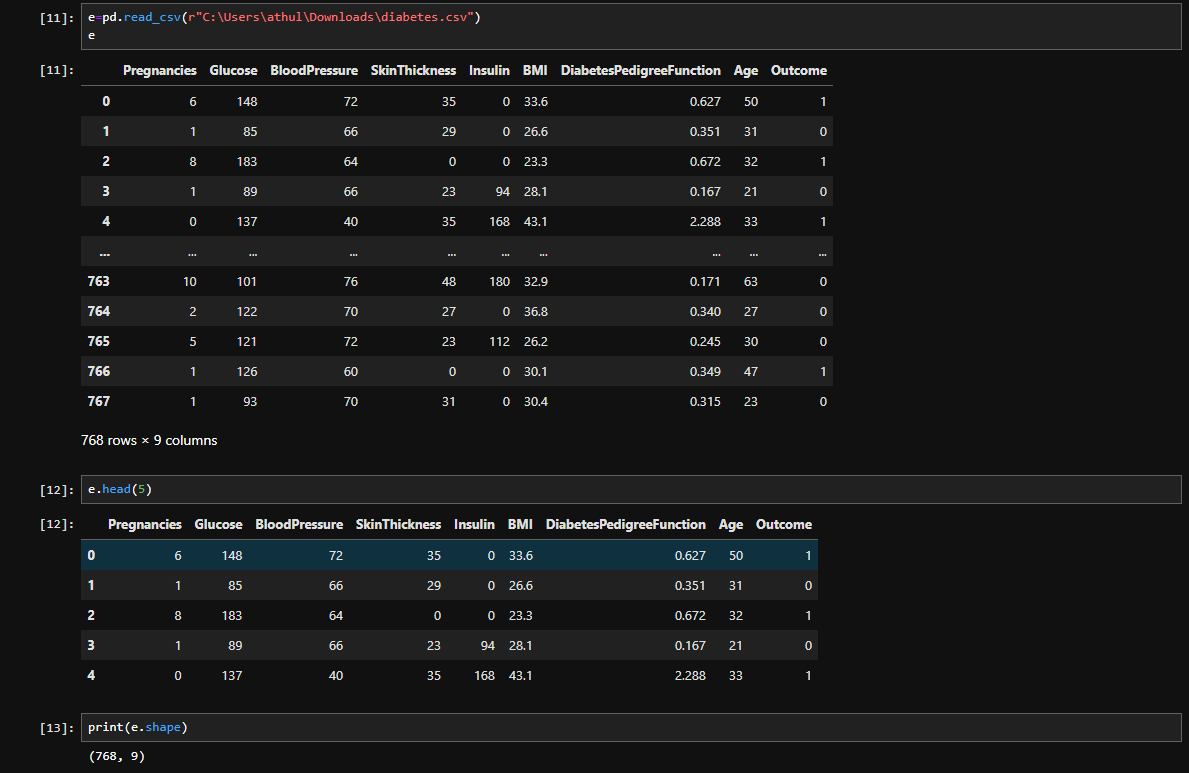 [11]: e=pd.read_csv(r"C:\Users\athul\Downloads\diabetes.csv")
e
[11]: Pregnancies Glucose BloodPressure SkinThickness Insulin BMI DiabetesPedigreeFunction Age Outcome
0 6 148 72 35 0 33.6 0.627 50 1
1 1 85 66 29 0 26.6 0.351 31 0
2 8 183 64 0 0 23.3 0.672 32 1
3 1 89 66 23 94 28.1 0.167 21 0
4 0 137 40 35 168 43.1 2.288 33 1
... ... ... ... ... ... ... ... ... ...
763 10 101 76 48 180 32.9 0.171 63 0
764 2 122 70 27 0 36.8 0.340 27 0
765 5 121 72 23 112 26.2 0.245 30 0
766 1 126 60 0 0 30.1 0.349 47 1
767 1 93 70 31 0 30.4 0.315 23 0
768 rows × 9 columns
[12]: e.head(5)
[12]: Pregnancies Glucose BloodPressure SkinThickness Insulin BMI DiabetesPedigreeFunction Age Outcome
0 6 148 72 35 0 33.6 0.627 50 1
1 1 85 66 29 0 26.6 0.351 31 0
2 8 183 64 0 0 23.3 0.672 32 1
3 1 89 66 23 94 28.1 0.167 21 0
4 0 137 40 35 168 43.1 2.288 33 1
[13]: print(e.shape)
(768, 9)